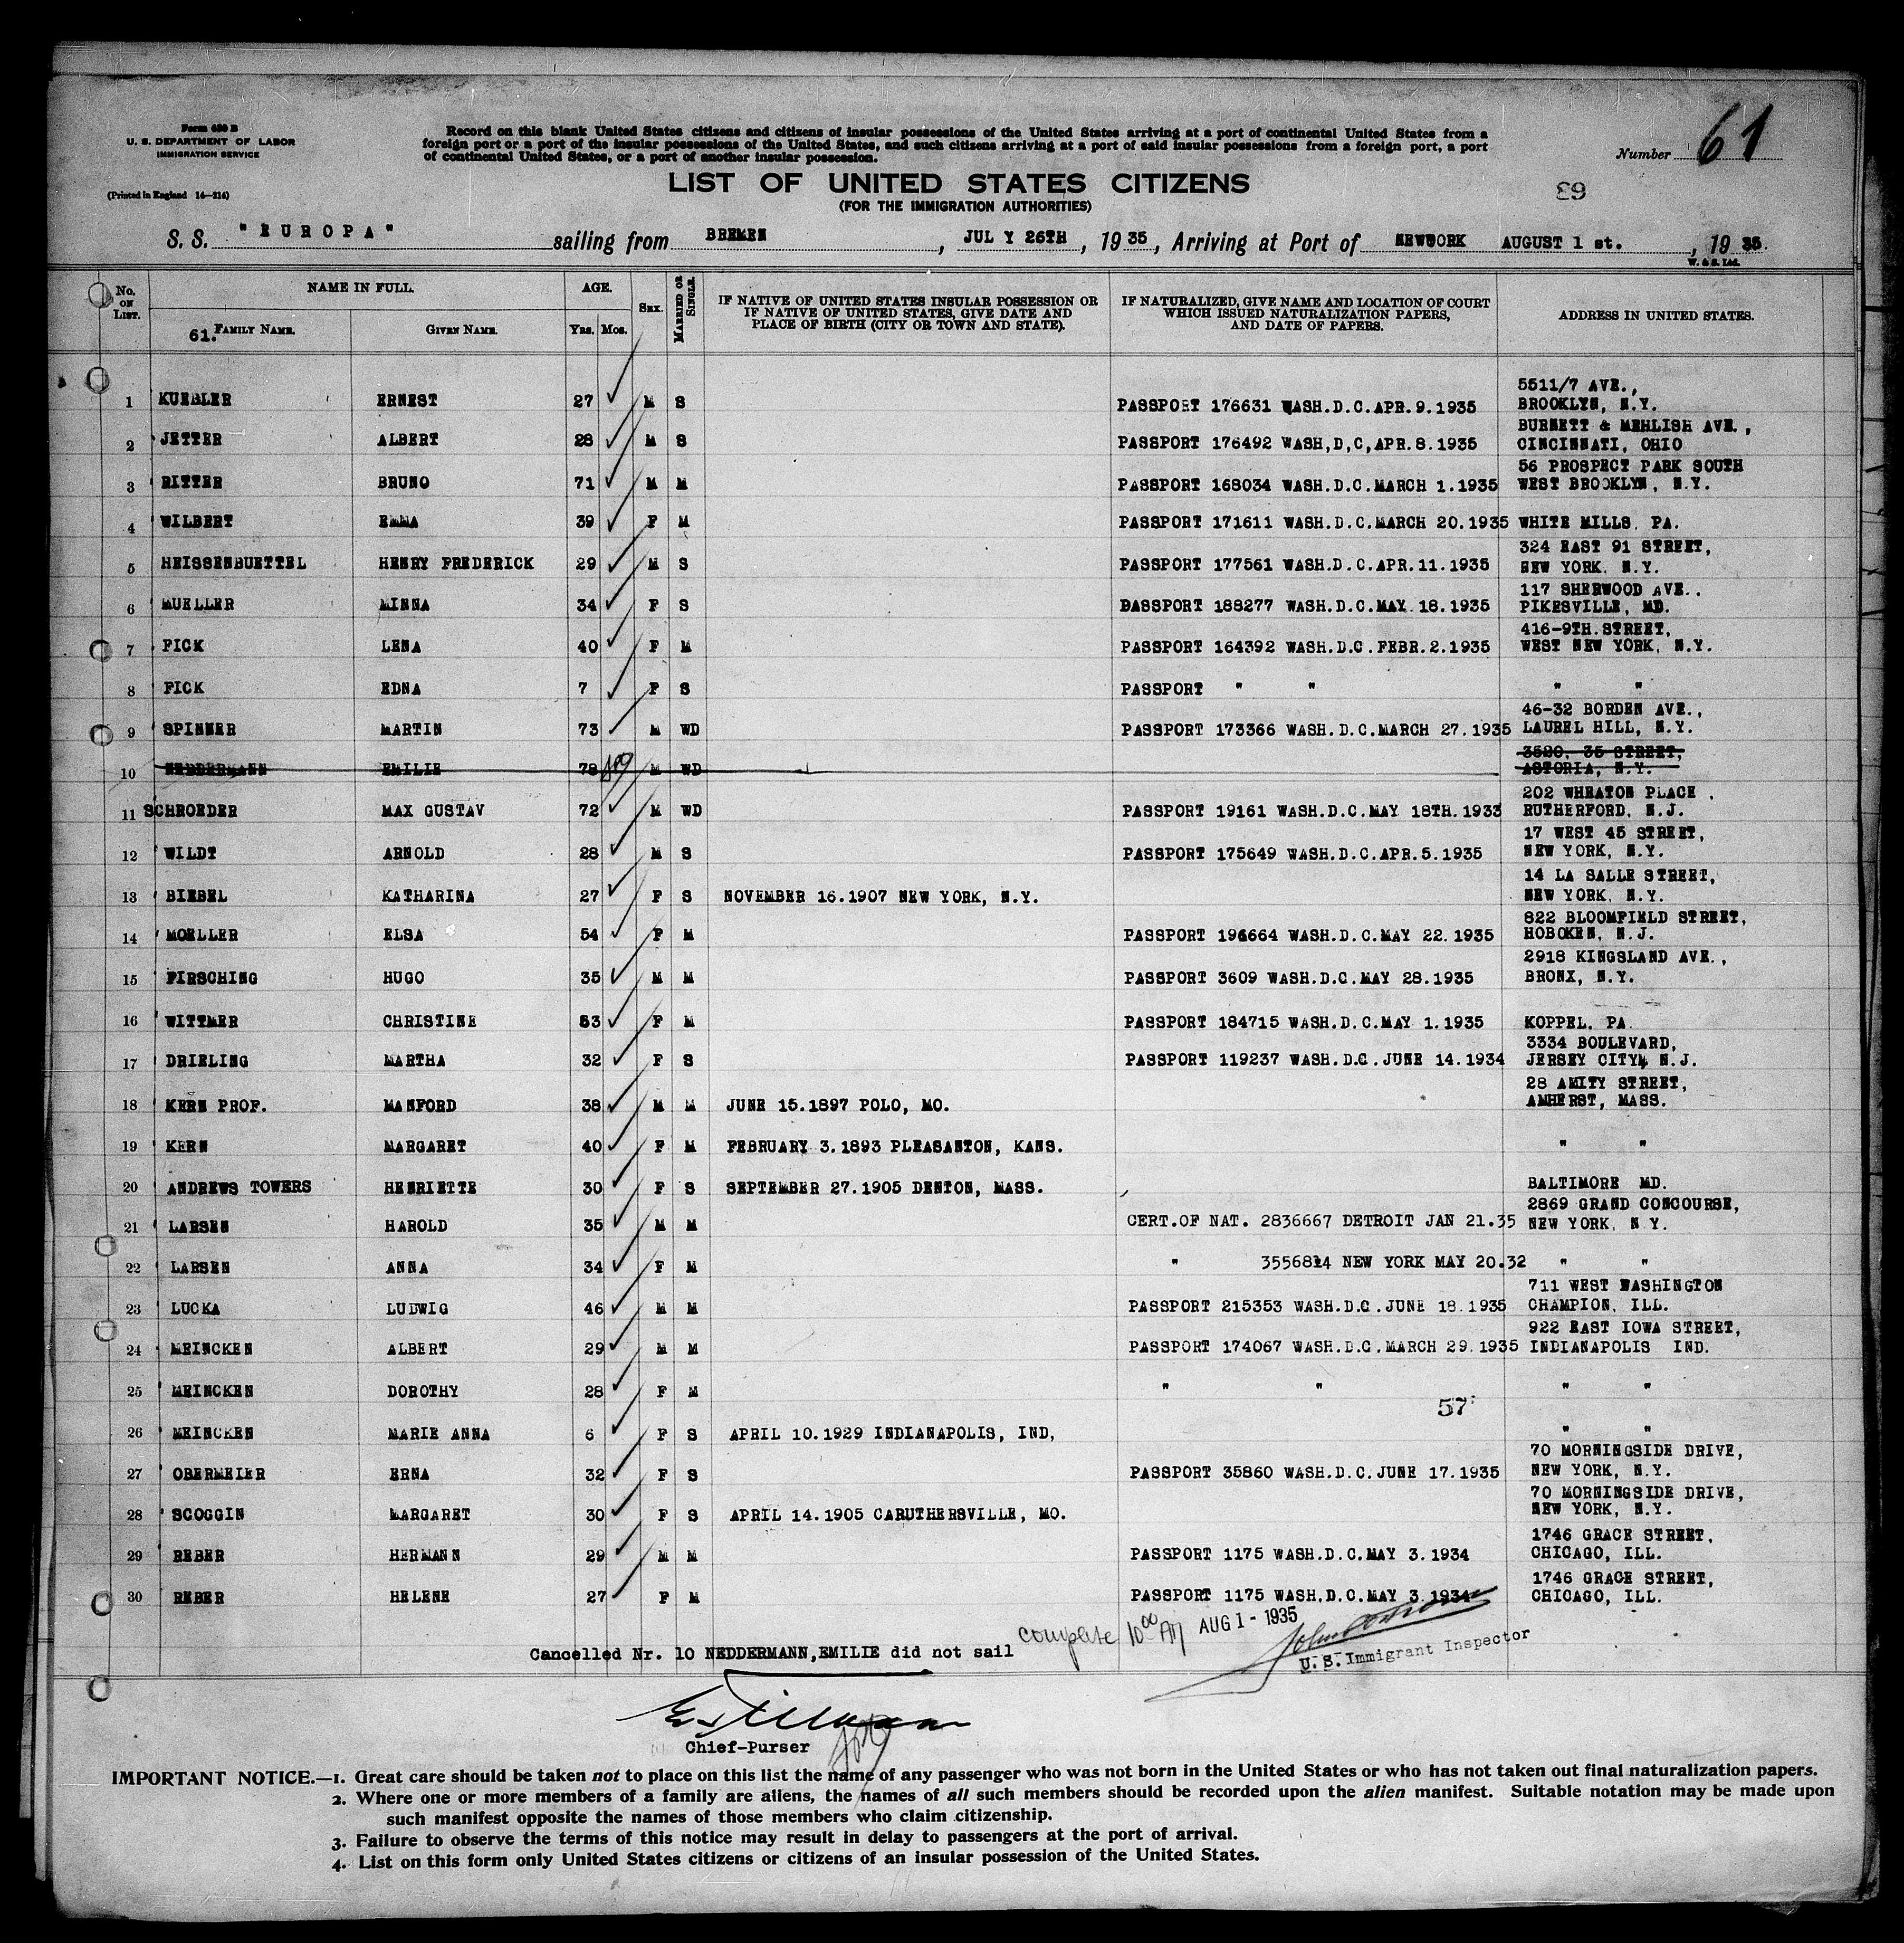 Form 630 B
U. S. DEPARTMENT OF LABOR
IMMIGRATION SERVICE
(Printed in England 14—214)
Record on this blank United States citizens and citizens of insular possessions of the United States arriving at a port of continental United States from a
foreign port or a port of the insular possessions of the United States, and such citizens arriving at a port of said insular possessions from a foreign port, a port
of continental United States, or a port of another insular possession.
Number 61
LIST OF UNITED STATES CITIZENS
(FOR THE IMMIGRATION AUTHORITIES)
89
S. S. "EUROPA" sailing from BREMEN, JUL Y 26TH, 1935, Arriving at Port of NEWYORK AUGUST 1 st., 1935.
W. & S. Ltd.
No. ON LIST. NAME IN FULL. AGE. SEX. MARRIED OR SINGLE. IF NATIVE OF UNITED STATES INSULAR POSSESSION OR IF NATIVE OF UNITED STATES, GIVE DATE AND PLACE OF BIRTH (CITY OR TOWN AND STATE). IF NATURALIZED, GIVE NAME AND LOCATION OF COURT WHICH ISSUED NATURALIZATION PAPERS, AND DATE OF PAPERS. ADDRESS IN UNITED STATES.
61. FAMILY NAME. GIVEN NAME. YRS. MOS.
5511/7 AVE.,
1 KUEBLER ERNEST 27 M S PASSPORT 176631 WASH.D.C.APR.9.1935 BROOKLYN, N.Y.
BURNETT & MEHLISH AVE.,
2 JETTER ALBERT 28 M S PASSPORT 176492 WASH,D,C,APR.8.1935 CINCINNATI, OHIO
56 PROSPECT PARK SOUTH
3 RITTER BRUNO 71 M M PASSPORT 168034 WASH.D.C.MARCH 1.1935 WEST BROOKLYN, N.Y.
4 WILBERT EMMA 39 F M PASSPORT 171611 WASH.D.C.MARCH 20.1935 WHITE MILLS, PA.
324 EAST 91 STREET,
5 HEISSENBUETTEL HENRY FREDERICK 29 M S PASSPORT 177561 WASH.D.C.APR.11.1935 NEW YORK, N.Y.
117 SHERWOOD AVE..
6 MUELLER MINNA 34 F S BASSPORT 188277 WASH.D.C.MAY.18.1935 PIKESVILLE, MD.
416-9TH.STREET,
7 FICK LENA 40 F M PASSPORT 164392 WASH.D.C.FEBR.2.1935 WEST NEW YORK, N.Y.
8 FICK EDNA 7 F S PASSPORT " " " "
46-32 BORDEN AVE.,
9 SPINNER MARTIN 73 M WD PASSPORT 173366 WASH.D.C.MARCH 27.1935 LAUREL HILL, N.Y.
3520, 35 STREET,
10 NEDDERMANN EMILIE 78 M WD ASTORIA, N.Y.
202 WHEATON PLACE,
11 SCHROEDER MAX GUSTAV 72 M WD PASSPORT 19161 WASH.D.C.MAY 18TH.1933 RUTHERFORD, N.J.
17 WEST 45 STREET,
12 WILDT ARNOLD 28 M S PASSPORT 175649 WASH.D.C.APR.5.1935 NEW YORK, N.Y.
14 LA SALLE STREET,
13 BIEBEL KATHARINA 27 F S NOVEMBER 16.1907 NEW YORK, N.Y. NEW YORK, N.Y.
822 BLOOMFIELD STREET,
14 MOELLER ELSA 54 F M PASSPORT 196664 WASH.D.C.MAY 22.1935 HOBOKEN, N.J.
2918 KINGSLAND AVE.,
15 FIRSCHING HUGO 35 M M PASSPORT 3609 WASH.D.C.MAY 28.1935 BRONX, N.Y.
16 WITTMER CHRISTINE 53 F M PASSPORT 184715 WASH.D.C.MAY 1.1935 KOPPEL, PA.
3334 BOULEVARD,
17 DRIELING MARTHA 32 F S PASSPORT 119237 WASH.D.C.JUNE 14.1934 JERSEY CITY, N.J.
28 AMITY STREET,
18 KERN PROF. MANFORD 38 M M JUNE 15.1897 POLO, MO. AMHERST, MASS.
19 KERN MARGARET 40 F M FEBRUARY 3.1893 PLEASANTON, KANS. " "
20 ANDREWS TOWERS HENRIETTE 30 F S SEPTEMBER 27.1905 DENTON, MASS. BALTIMORE MD.
2869 GRAND CONCOURSE,
21 LARSEN HAROLD 35 M M CERT.OF NAT. 2836667 DETROIT JAN 21.35 NEW YORK, N Y.
22 LARSEN ANNA 34 F M " 3556814 NEW YORK MAY 20.32 " "
711 WEST WASHINGTON
23 LUCKA LUDWIG 46 M M PASSPORT 215353 WASH.D.C.JUNE 18.1935 CHAMPION, ILL.
922 EAST IOWA STREET,
24 MEINCKEN ALBERT 29 M M PASSPORT 174067 WASH.D.C.MARCH 29.1935 INDIANAPOLIS IND.
25 MEINCKEN DOROTHY 28 F M " " " "
57
26 MEINCKEN MARIE ANNA 6 F S APRIL 10.1929 INDIANAPOLIS, IND, " "
70 MORNINGSIDE DRIVE,
27 OBERMEIER ERNA 32 F S PASSPORT 35860 WASH.D.C.JUNE 17.1935 NEW YORK, N.Y.
70 MORNINGSIDE DRIVE,
28 SCOGGIN MARGARET 30 F S APRIL 14.1905 CARUTHERSVILLE, MO. NEW YORK, N.Y.
1746 GRACE STREET,
29 REBER HERMANN 29 M M PASSPORT 1175 WASH.D.C.MAY 3.1934 CHICAGO, ILL.
1746 GRACE STREET,
30 REBER HELENE 27 F M PASSPORT 1175 WASH.D.C.MAY 3.1934 CHICAGO, ILL.
complete 10 00 AM AUG 1 - 1935
Cancelled Nr. 10 NEDDERMANN,EMILIE did not sail
U. S. Immigrant Inspector
Chief-Purser
IMPORTANT NOTICE.—1. Great care should be taken not to place on this list the name of any passenger who was not born in the United States or who has not taken out final naturalization papers.
2. Where one or more members of a family are aliens, the names of all such members should be recorded upon the alien manifest. Suitable notation may be made upon
such manifest opposite the names of those members who claim citizenship.
3. Failure to observe the terms of this notice may result in delay to passengers at the port of arrival.
4. List on this form only United States citizens or citizens of an insular possession of the United States.